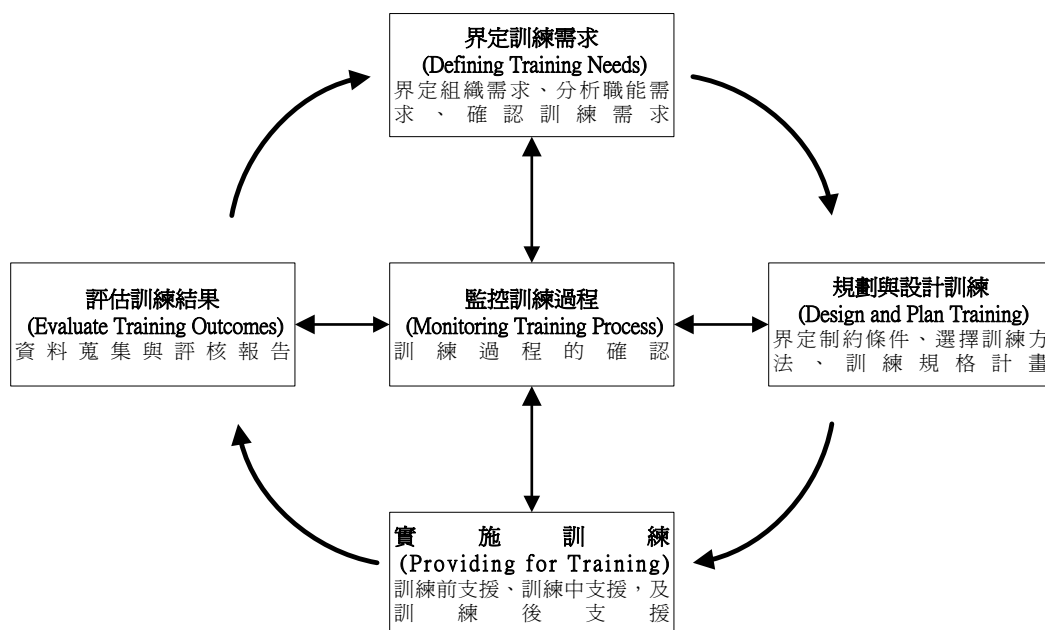 界定訓練需求
(Defining Training Needs)
界定組織需求、分析職能需
求、確認訓練需求
評估訓練結果
(Evaluate Training Outcomes)
資料蒐集與評核報告
監控訓練過程
(Monitoring Training Process)
訓練過程的確認
規劃與設計訓練
(Design and Plan Training)
界定制約條件、選擇訓練方
法、訓練規格計畫
實施訓練
(Providing for Training)
訓練前支援、訓練中支援，及
訓練後支援